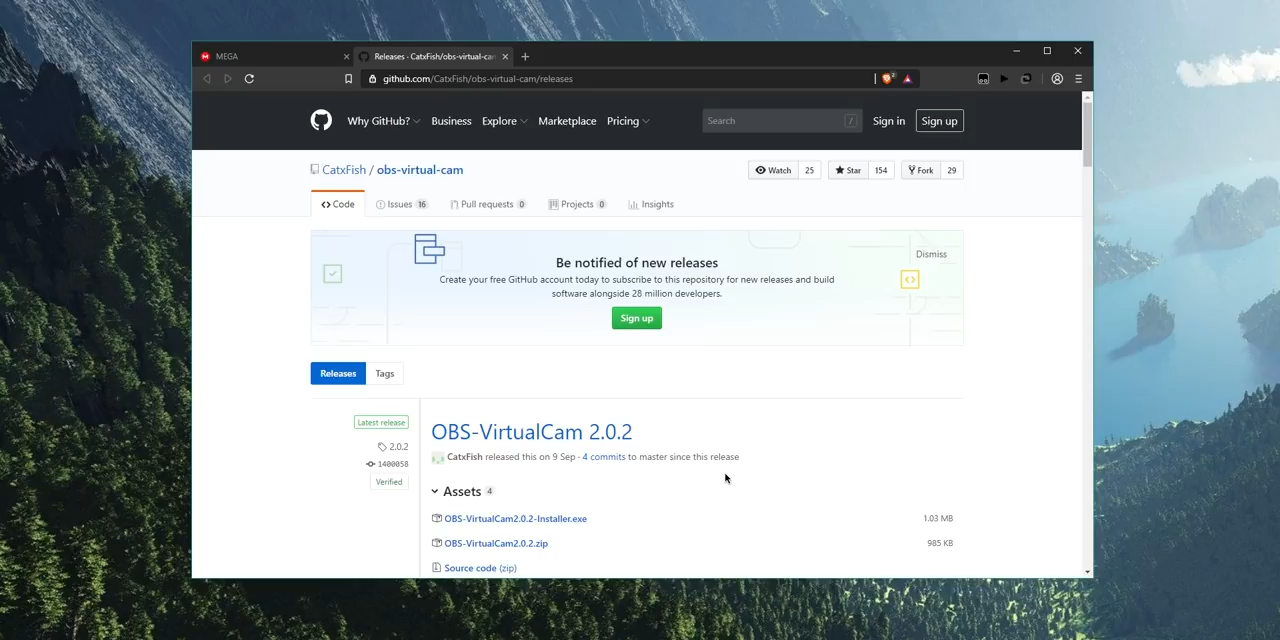 MEGA
Releases · CatxFish/obs-virtual-cam
github.com/CatxFish/obs-virtual-cam/releases
2
Why GitHub? Business Explore Marketplace Pricing Search / Sign in Sign up
CatxFish / obs-virtual-cam
Watch 25 Star 154 Fork 29
Code Issues 16 Pull requests 0 Projects 0 Insights
Be notified of new releases
Dismiss
Create your free GitHub account today to subscribe to this repository for new releases and build
software alongside 28 million developers.
Sign up
Releases Tags
Latest release
2.0.2
1400058
Verified
OBS-VirtualCam 2.0.2
CatxFish released this on 9 Sep · 4 commits to master since this release
Assets 4
OBS-VirtualCam2.0.2-Installer.exe 1.03 MB
OBS-VirtualCam2.0.2.zip 985 KB
Source code (zip)